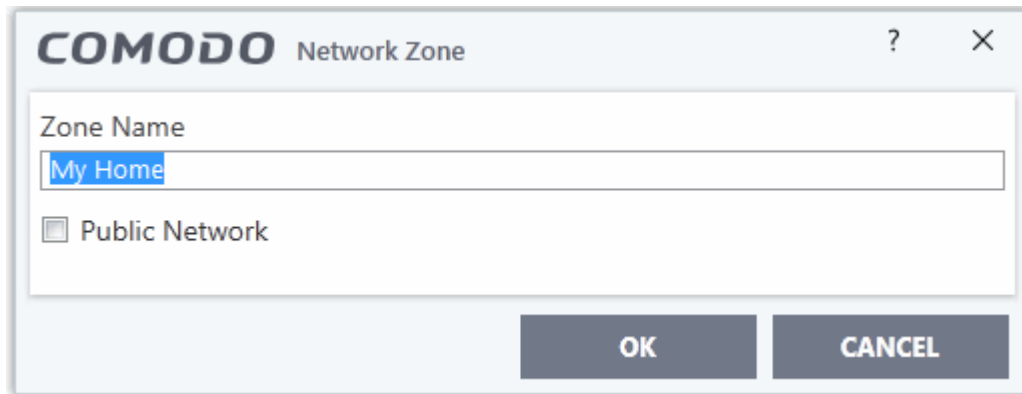 COMODO Network Zone ?
Zone Name
My Home
Public Network
OK CANCEL